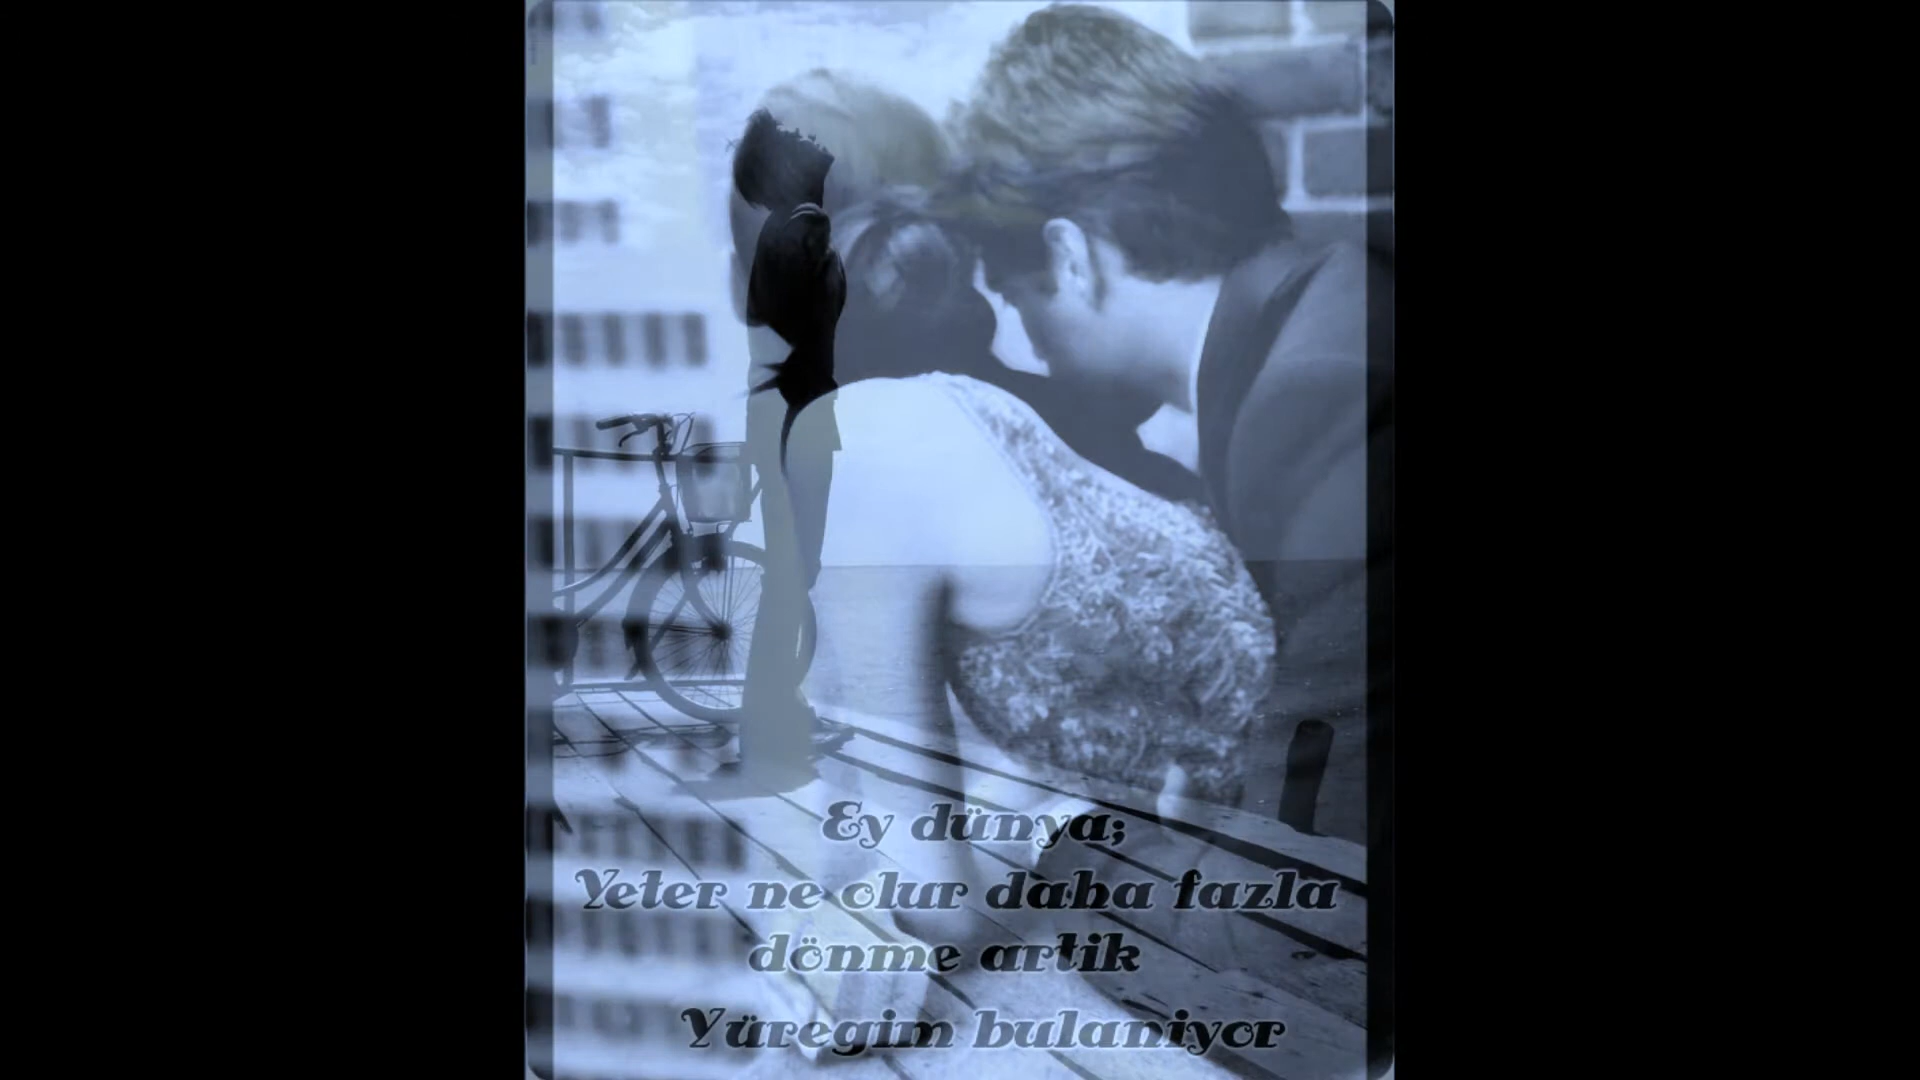 Ey dünya;
Yeter ne olur daha fazla
dönme artik
Yüregim bulaniyor